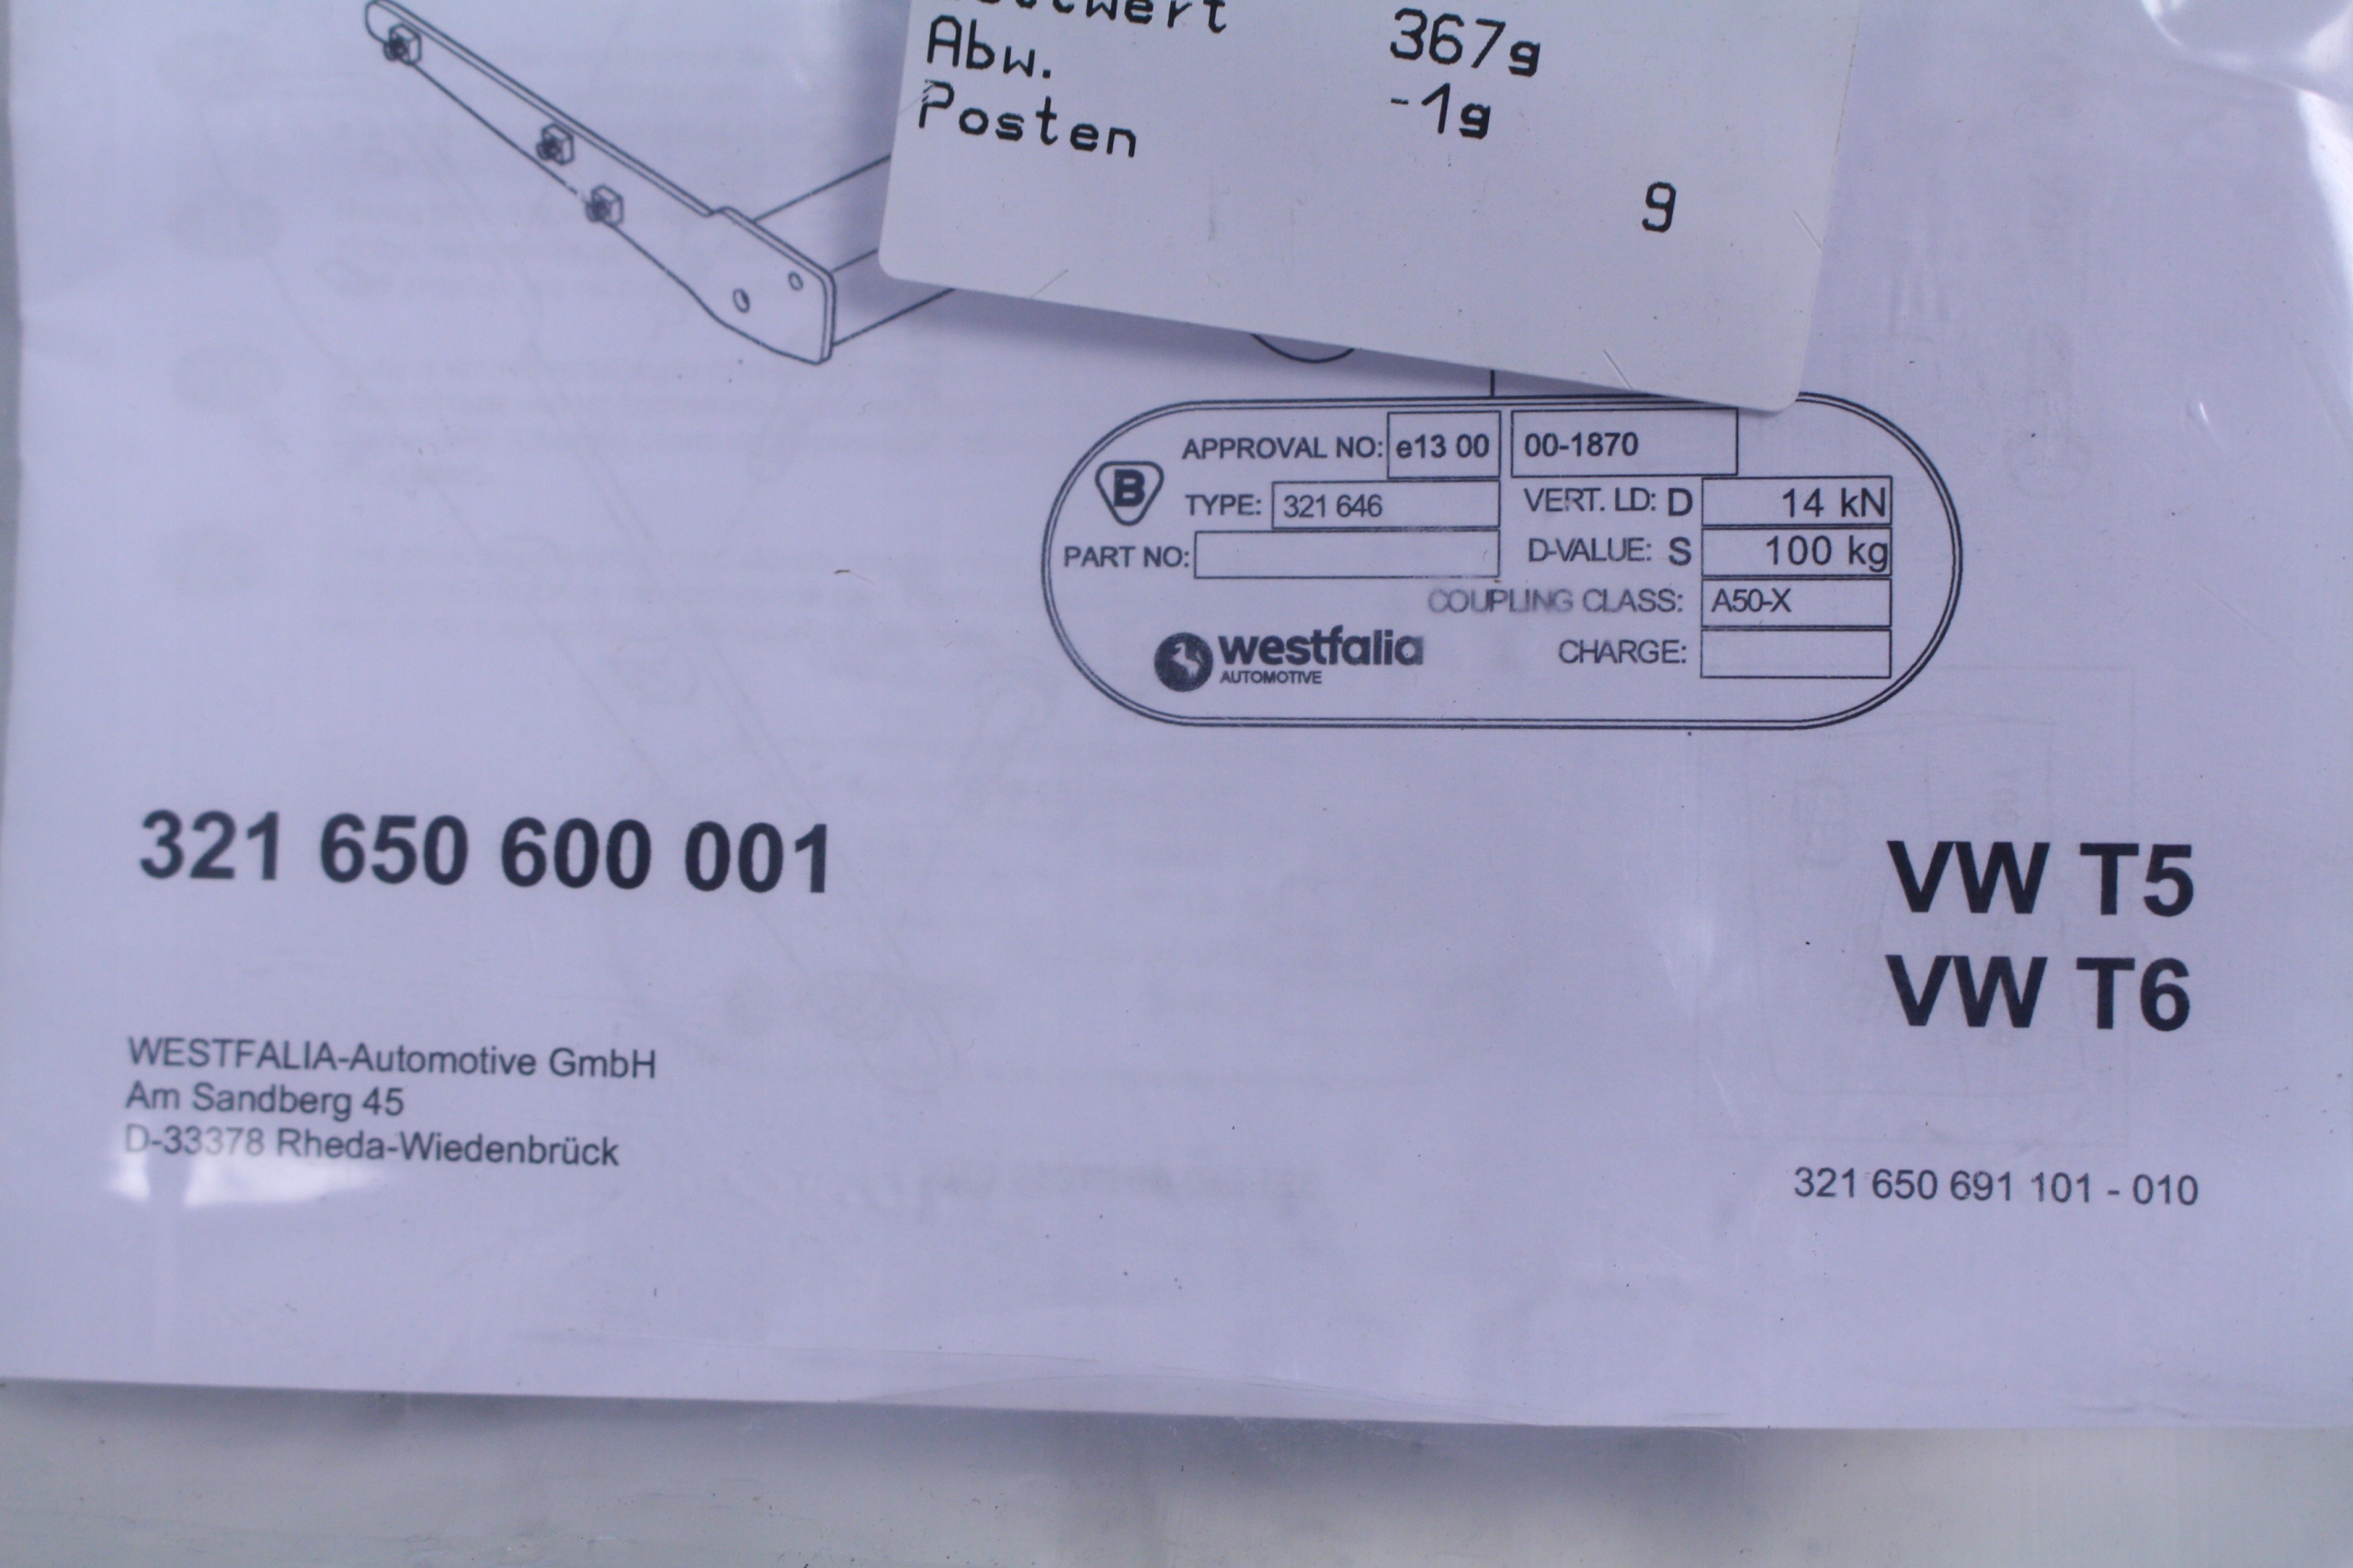 367g
Abw. -1g
Posten 9
APPROVAL NO: e13 00 00-1870
B
TYPE: 321 646 VERT. LD: D 14 kN
PART NO: D-VALUE: S 100 kg
COUPLING CLASS: A50-X
westfalia CHARGE:
AUTOMOTIVE
321 650 600 001
VW T5
VW T6
WESTFALIA-Automotive GmbH
Am Sandberg 45
D-33378 Rheda-Wiedenbrück
321 650 691 101 - 010